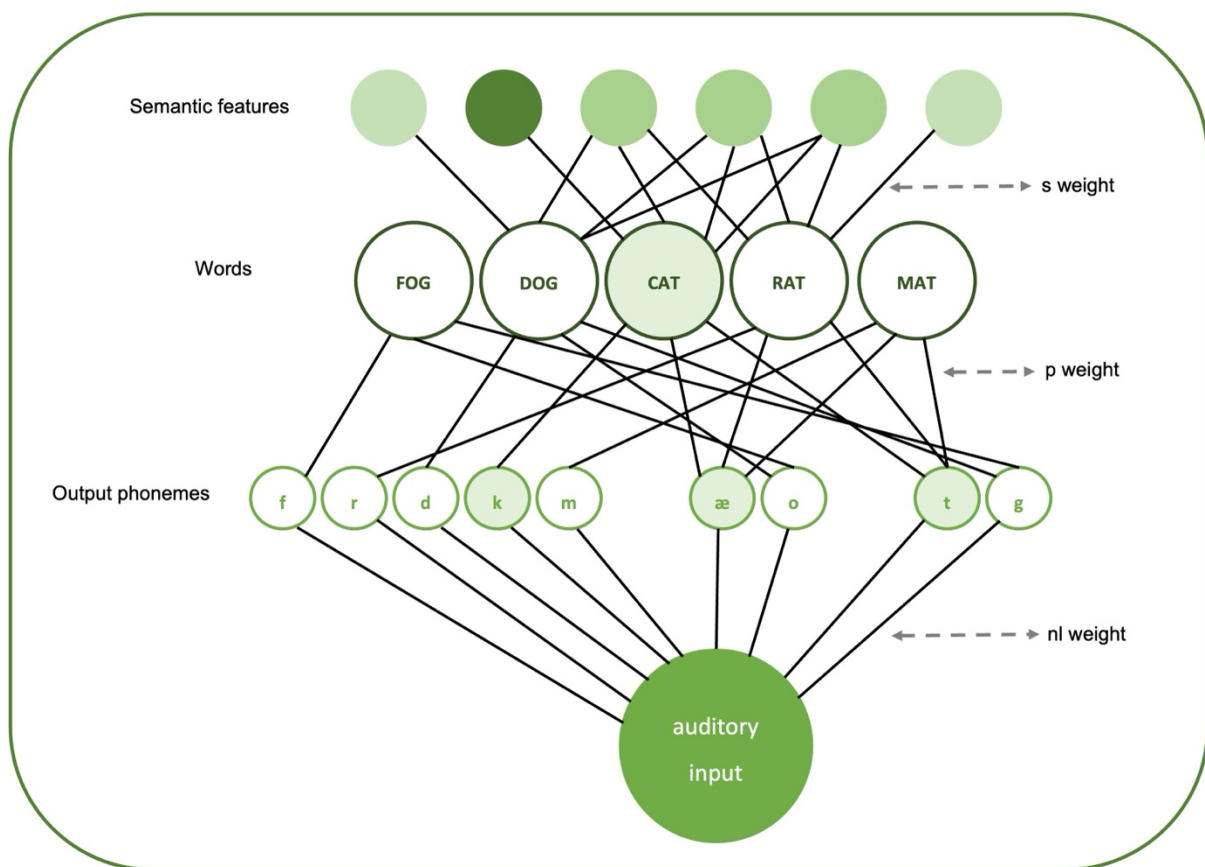 Semantic features
s weight
Words
FOG
DOG
CAT
RAT
MAT
p weight
Output phonemes
f
r
d
k
m
æ
o
t
g
nl weight
auditory
input